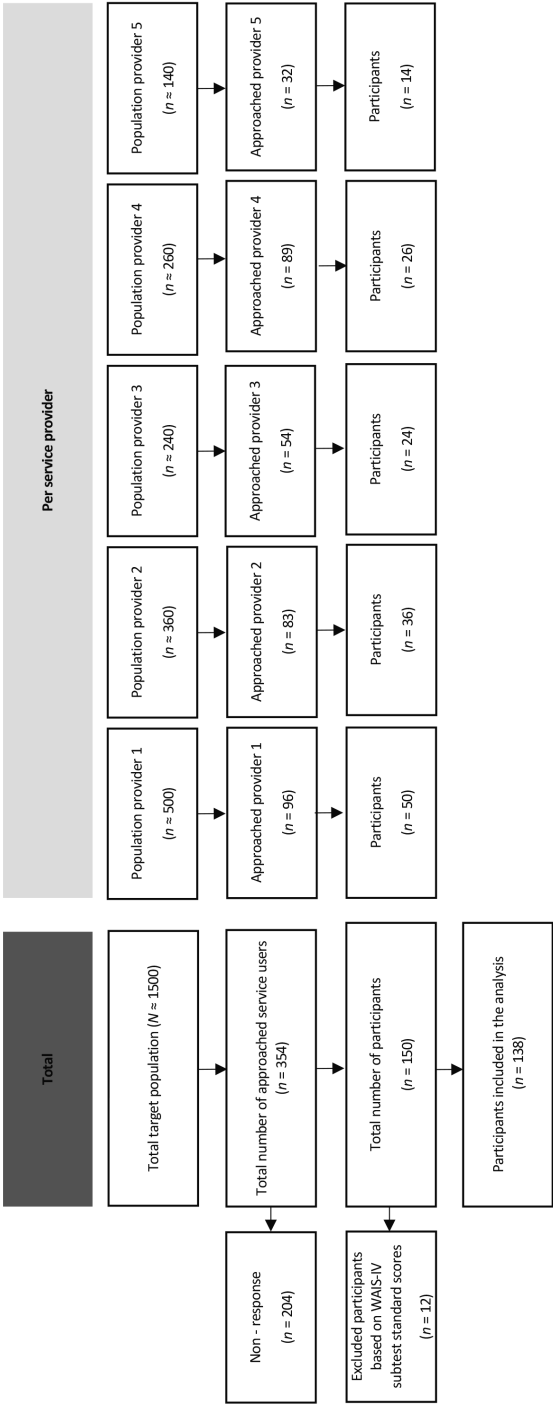 Total
Per service provider
Total target population (N ≈ 1500)
Population provider 1
(n ≈ 500)
Population provider 2
(n ≈ 360)
Population provider 3
(n ≈ 240)
Population provider 4
(n ≈ 260)
Population provider 5
(n ≈ 140)
Non - response
(n = 204)
Total number of approached service users
(n = 354)
Approached provider 1
(n = 96)
Approached provider 2
(n = 83)
Approached provider 3
(n = 54)
Approached provider 4
(n = 89)
Approached provider 5
(n = 32)
Excluded participants
based on WAIS-IV
subtest standard scores
(n = 12)
Total number of participants
(n = 150)
Participants
(n = 50)
Participants
(n = 36)
Participants
(n = 24)
Participants
(n = 26)
Participants
(n = 14)
Participants included in the analysis
(n = 138)